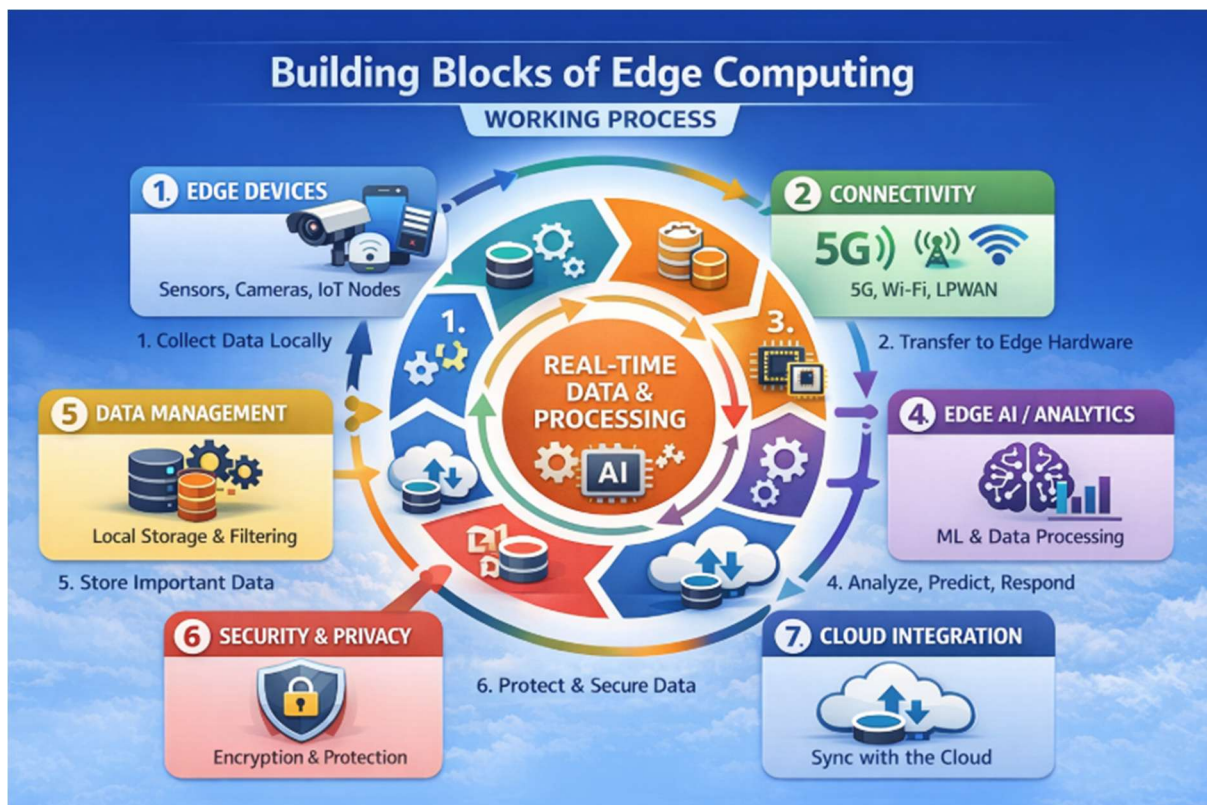 Building Blocks of Edge Computing
WORKING PROCESS
1. EDGE DEVICES
Sensors, Cameras, IoT Nodes
1. Collect Data Locally
2 CONNECTIVITY
5G
5G, Wi-Fi, LPWAN
2. Transfer to Edge Hardware
1.
3.
REAL-TIME
DATA &
PROCESSING
AI
5 DATA MANAGEMENT
Local Storage & Filtering
5. Store Important Data
4. EDGE AI / ANALYTICS
ML & Data Processing
4. Analyze, Predict, Respond
6 SECURITY & PRIVACY
Encryption & Protection
6. Protect & Secure Data
7. CLOUD INTEGRATION
Sync with the Cloud